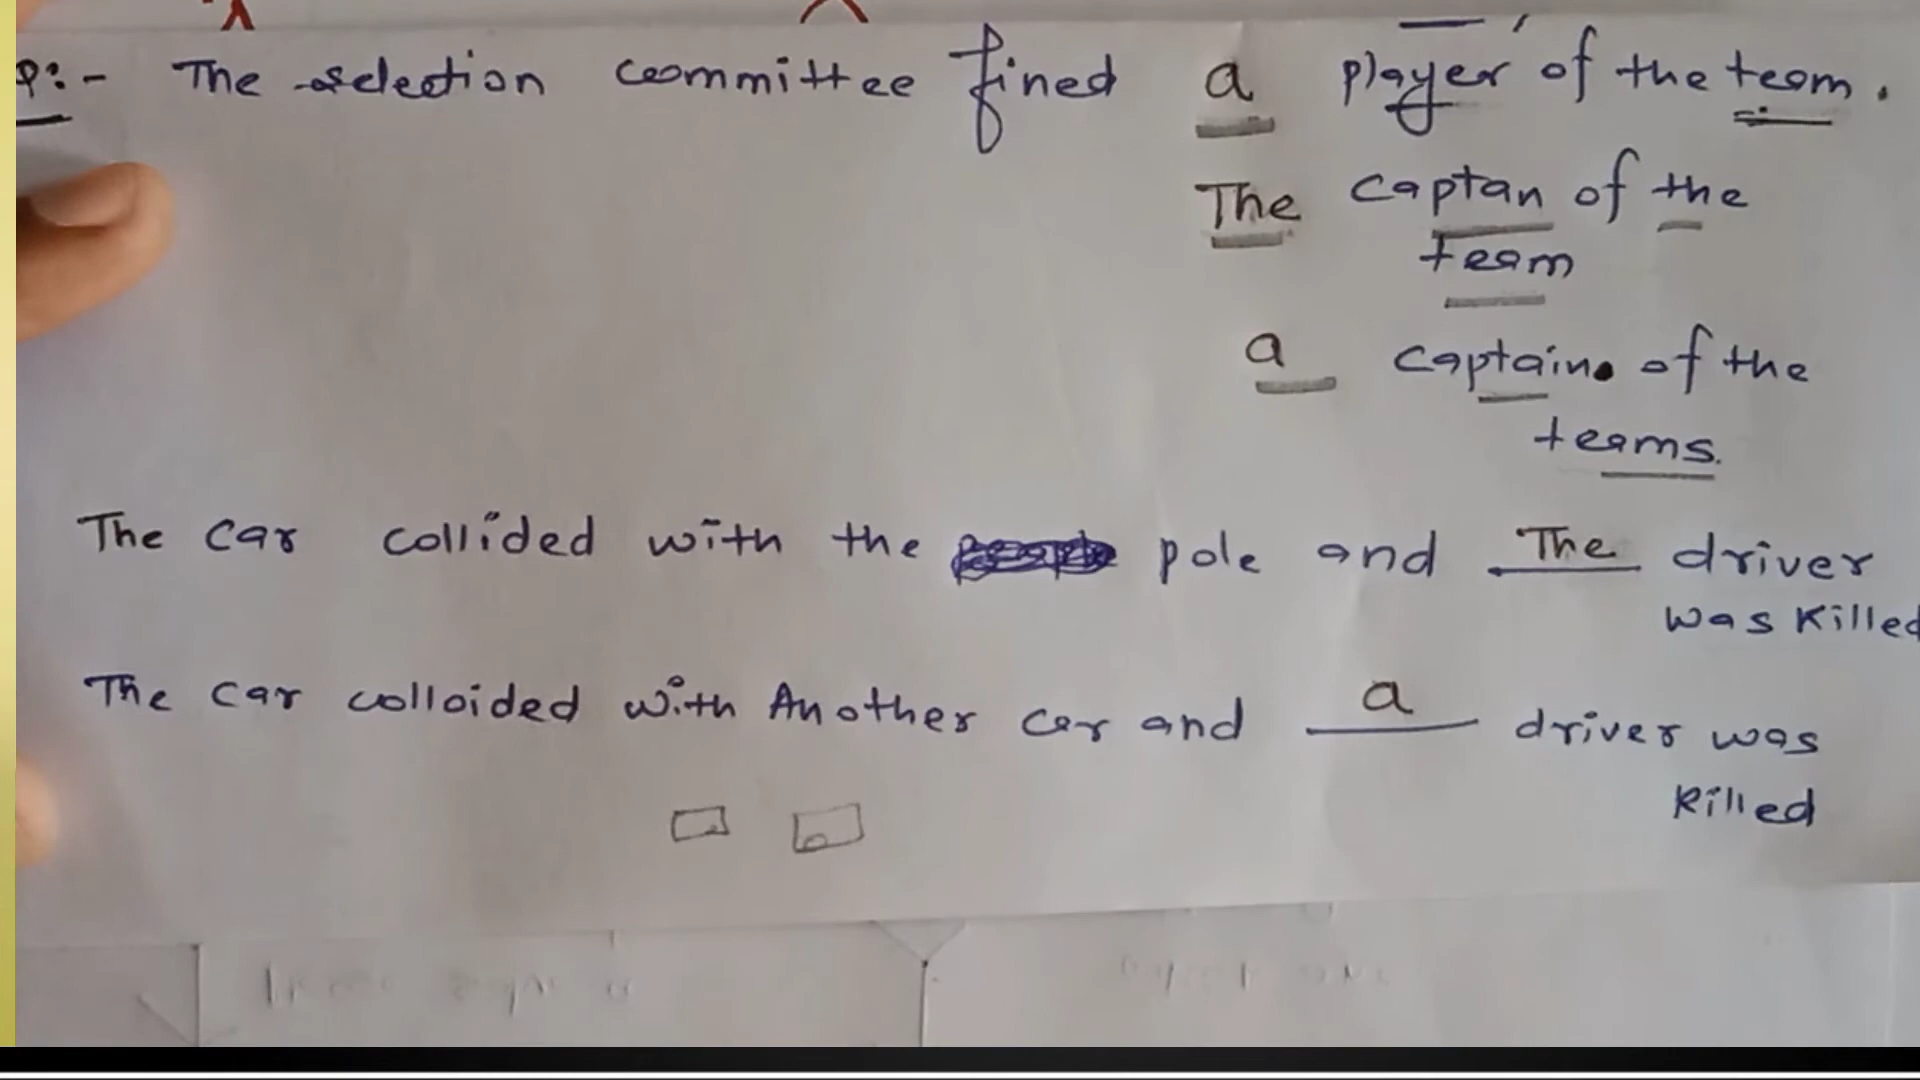 Q:- The selection committee fined a player of the team.
The captan of the
team
a captain of the
teams.
The car collided with the pole and The driver
was killed
The car colloided with Another car and a driver was
killed